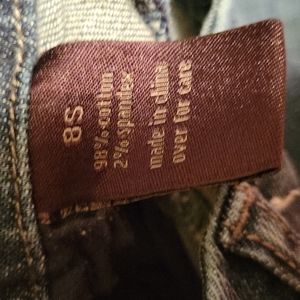 8S
98% cotton
2% spandex
made in china
over for care